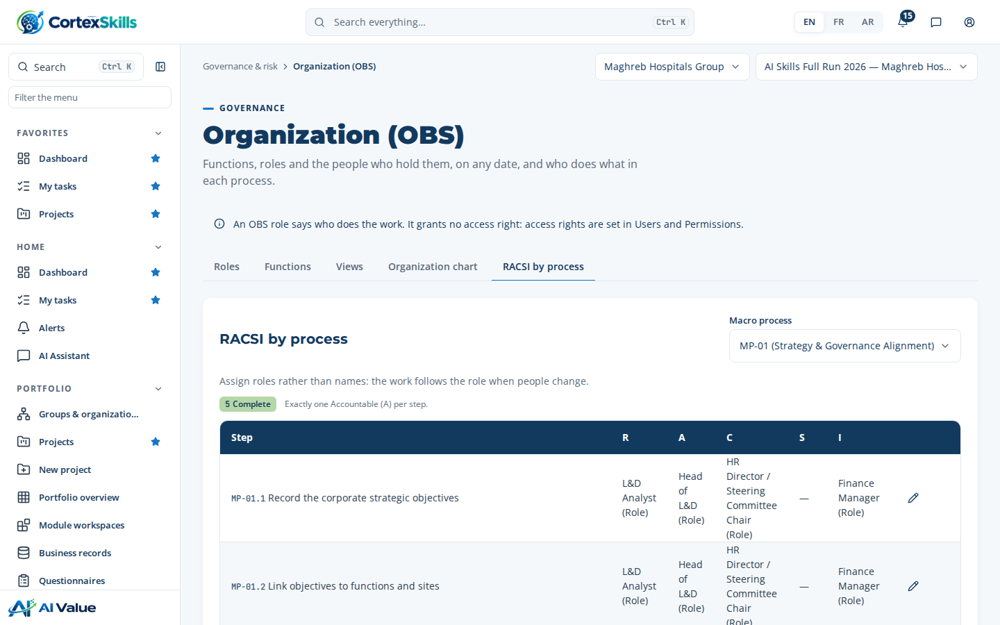 CortexSkills
Search everything...
Ctrl K
EN
FR
AR
15
Search
Ctrl K
Filter the menu
FAVORITES
Dashboard
My tasks
Projects
HOME
Dashboard
My tasks
Alerts
AI Assistant
PORTFOLIO
Groups & organizatio...
Projects
New project
Portfolio overview
Module workspaces
Business records
Questionnaires
AI AI Value
Governance & risk > Organization (OBS)
Maghreb Hospitals Group
AI Skills Full Run 2026 — Maghreb Hos...
GOVERNANCE
Organization (OBS)
Functions, roles and the people who hold them, on any date, and who does what in
each process.
An OBS role says who does the work. It grants no access right: access rights are set in Users and Permissions.
Roles
Functions
Views
Organization chart
RACSI by process
RACSI by process
Macro process
MP-01 (Strategy & Governance Alignment)
Assign roles rather than names: the work follows the role when people change.
5 Complete
Exactly one Accountable (A) per step.
Step
R
A
C
S
I
MP-01.1 Record the corporate strategic objectives
L&D
Analyst
(Role)
Head
of
L&D
(Role)
HR
Director /
Steering
Committee
Chair
(Role)
—
Finance
Manager
(Role)
MP-01.2 Link objectives to functions and sites
L&D
Analyst
(Role)
Head
of
L&D
(Role)
HR
Director /
Steering
Committee
Chair
(Role)
—
Finance
Manager
(Role)